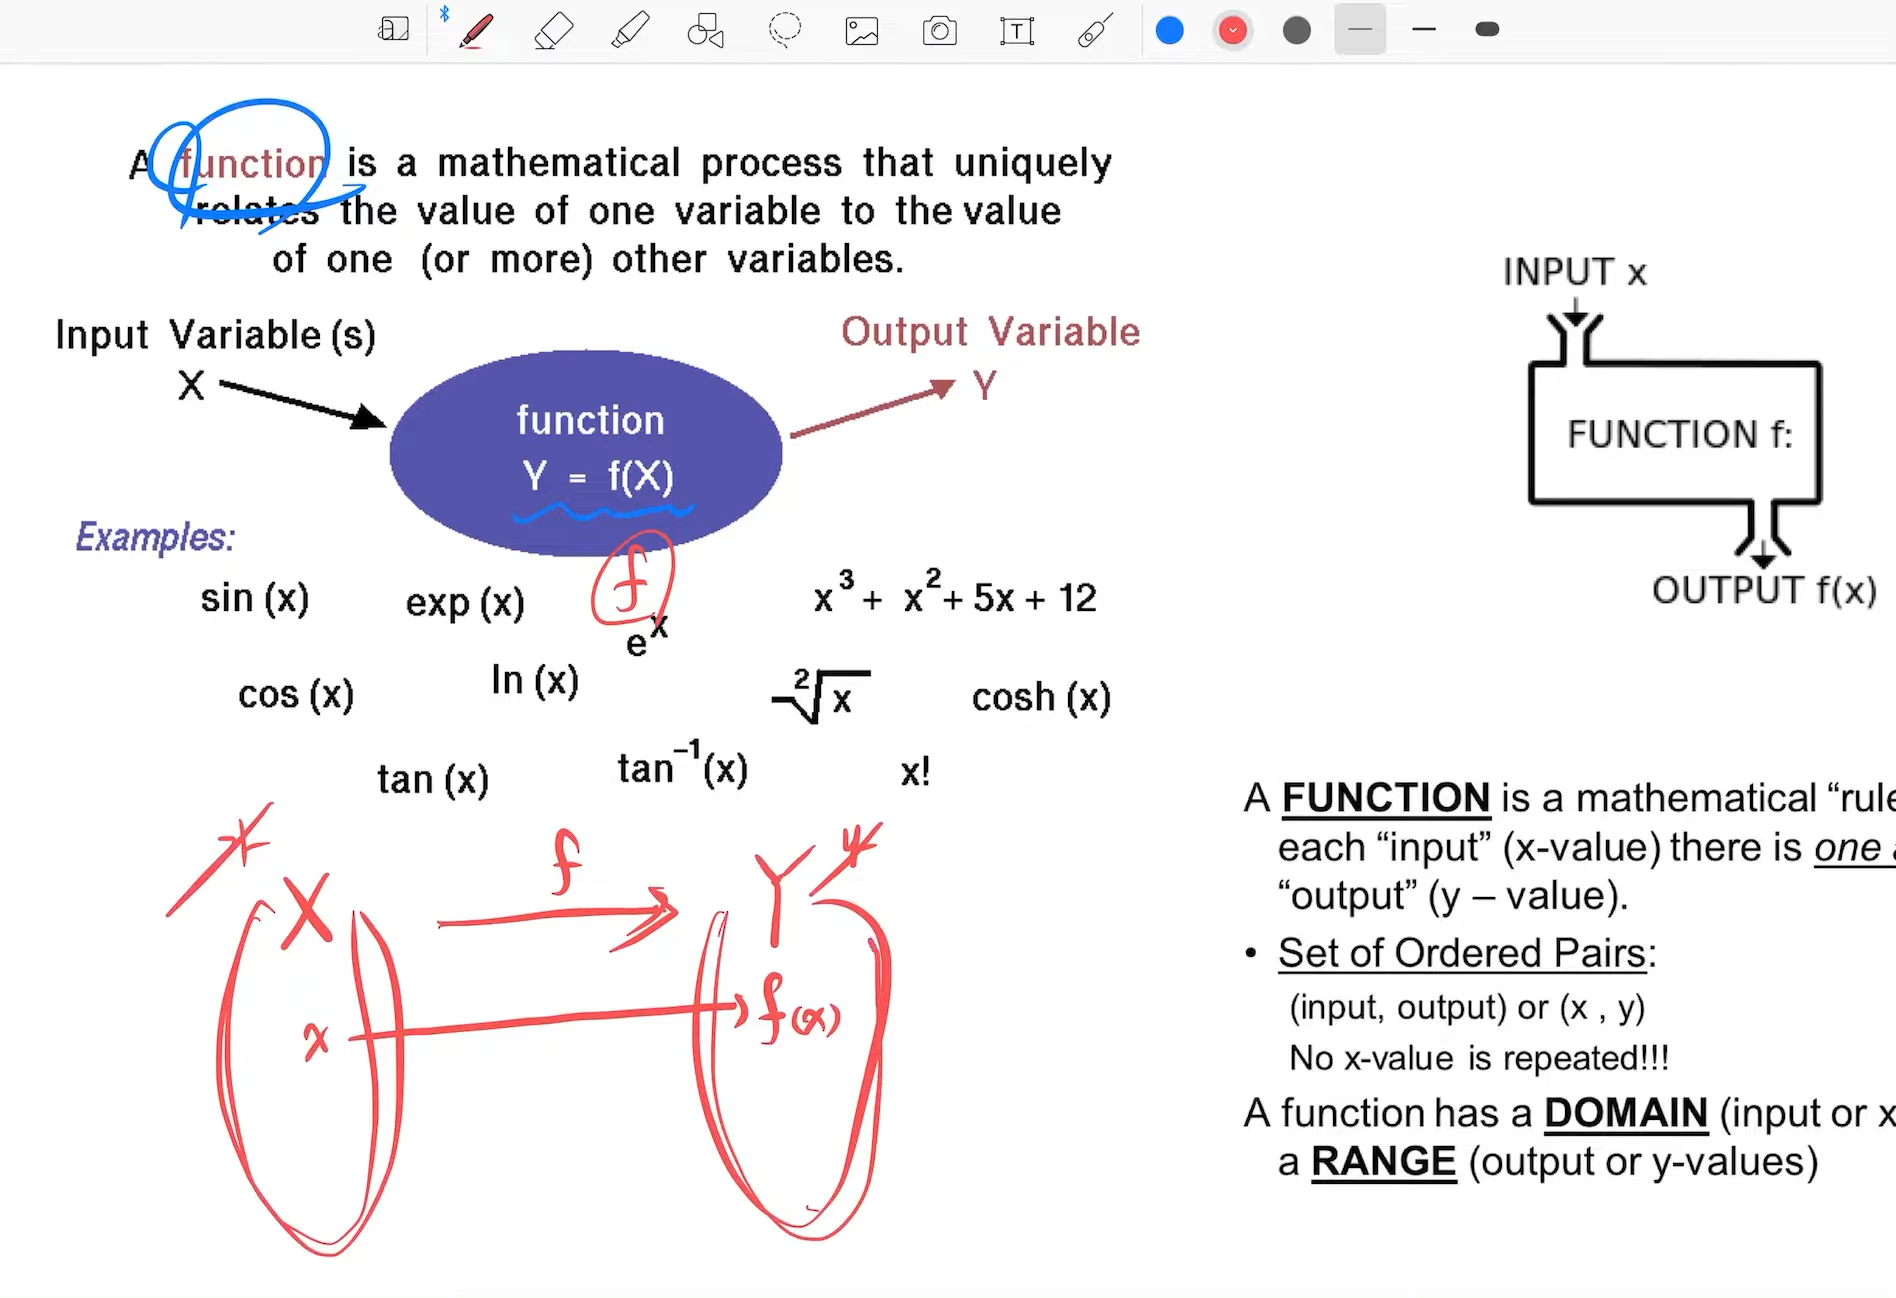 A function is a mathematical process that uniquely
relates the value of one variable to the value
of one (or more) other variables.
Input Variable (s)
X
Output Variable
Y
function
Y = f(X)
Examples:
f
sin (x)
exp (x)
e^x
x³ + x² + 5x + 12
cos (x)
ln (x)
-²√x
cosh (x)
tan (x)
tan⁻¹(x)
x!
x
X
f
Y
y
x
f(x)
INPUT x
FUNCTION f:
OUTPUT f(x)
A FUNCTION is a mathematical “rule
each “input” (x-value) there is one
“output” (y – value).
• Set of Ordered Pairs:
(input, output) or (x , y)
No x-value is repeated!!!
A function has a DOMAIN (input or x
a RANGE (output or y-values)
T